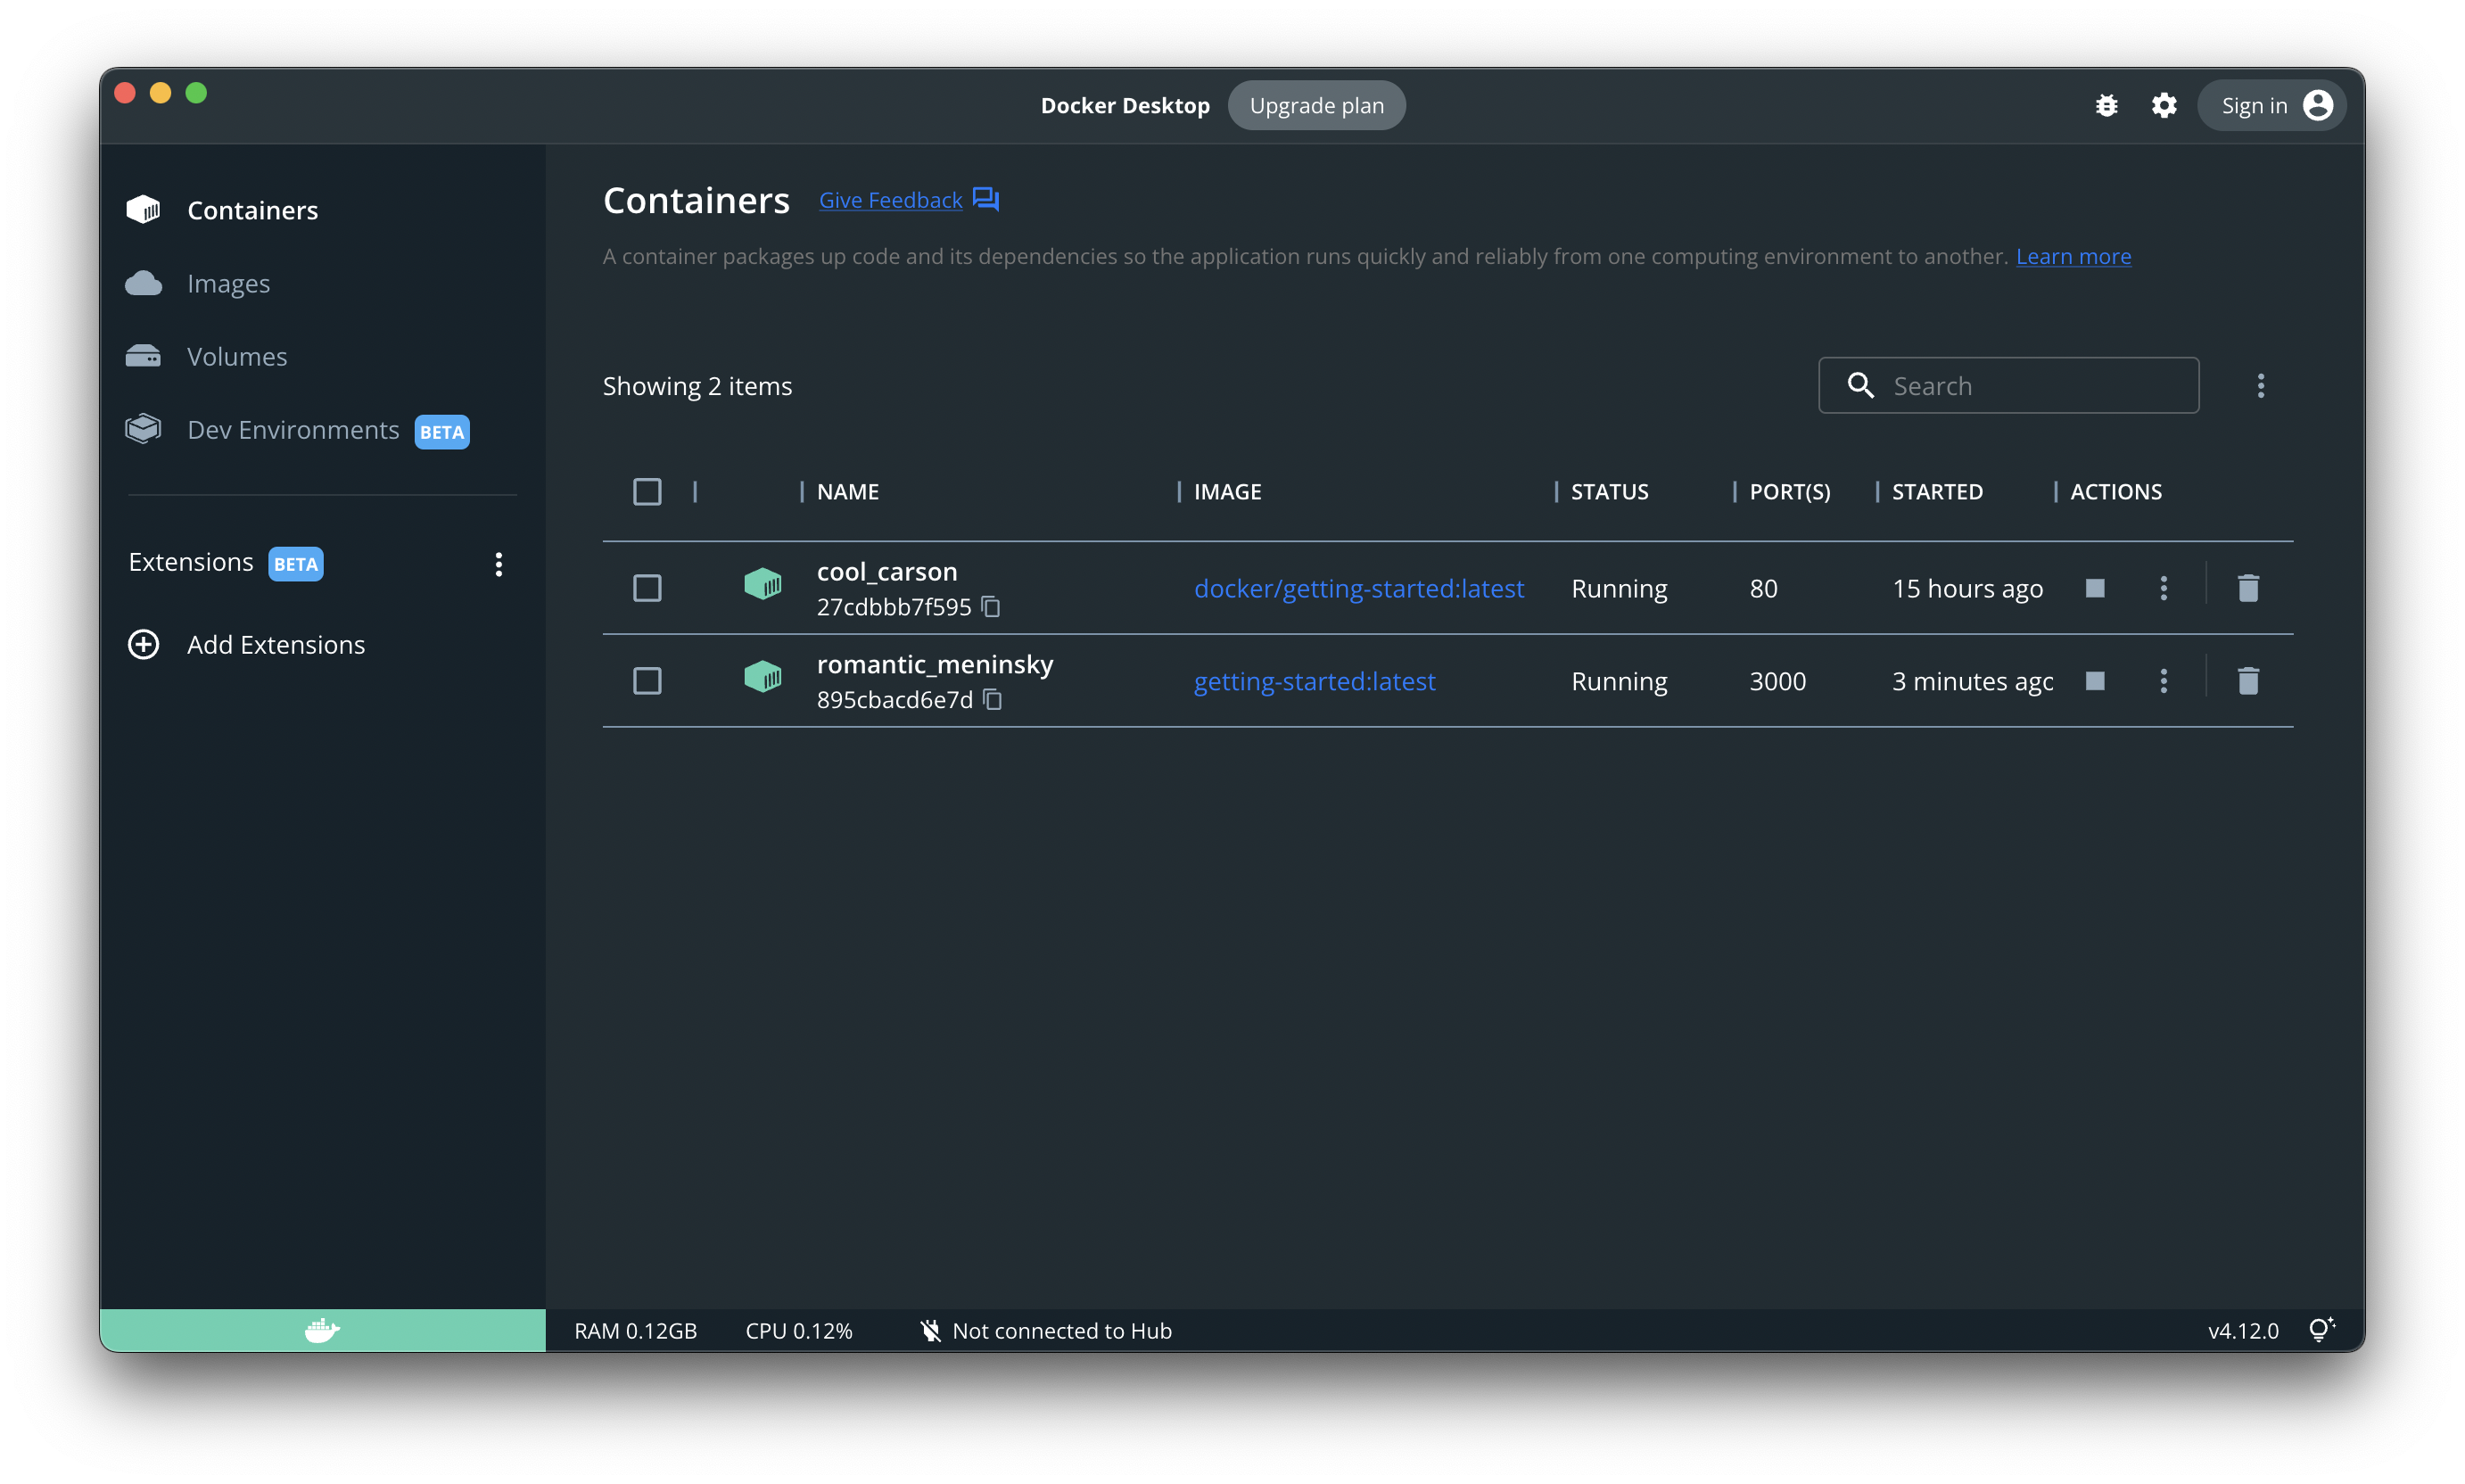 Docker Desktop Upgrade plan Sign in
Containers
Images
Volumes
Dev Environments BETA
Extensions BETA
Add Extensions
Containers Give Feedback
A container packages up code and its dependencies so the application runs quickly and reliably from one computing environment to another. Learn more
Showing 2 items Search
NAME IMAGE STATUS PORT(S) STARTED ACTIONS
cool_carson
27cdbbb7f595
docker/getting-started:latest Running 80 15 hours ago
romantic_meninsky
895cbacd6e7d
getting-started:latest Running 3000 3 minutes ago
RAM 0.12GB CPU 0.12% Not connected to Hub v4.12.0